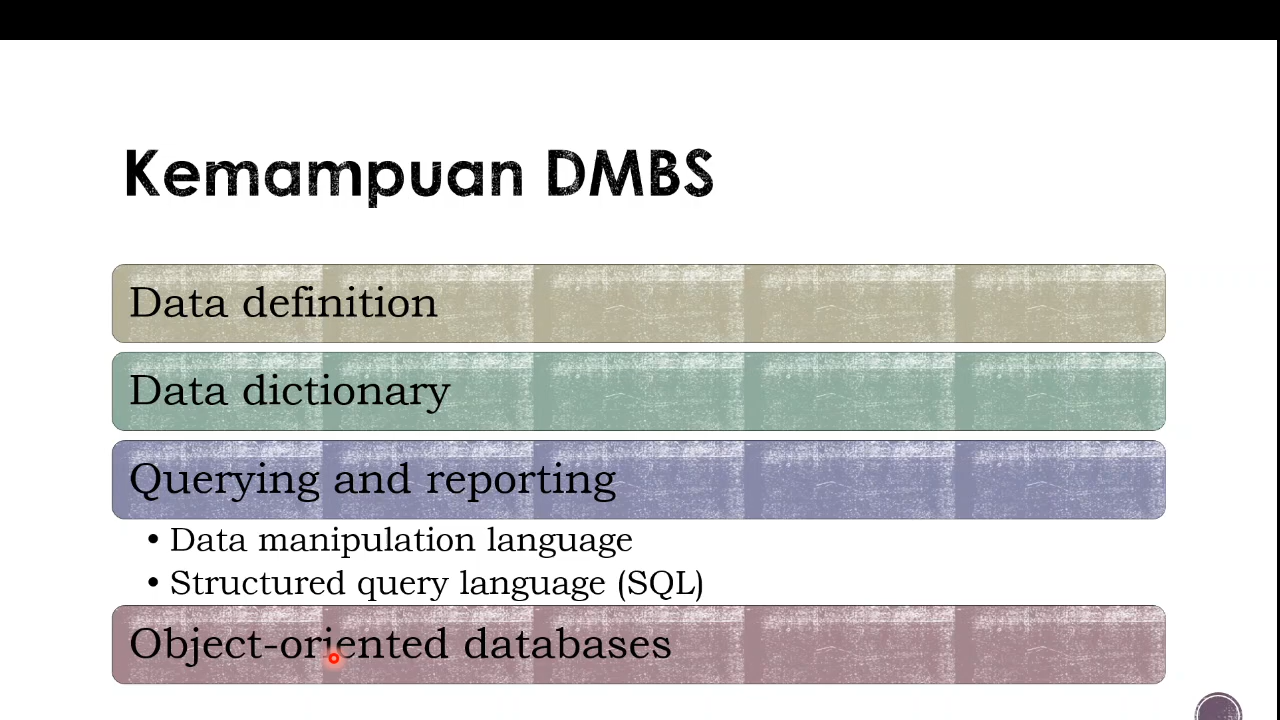 Kemampuan DMBS
Data definition
Data dictionary
Querying and reporting
• Data manipulation language
• Structured query language (SQL)
Object-oriented databases